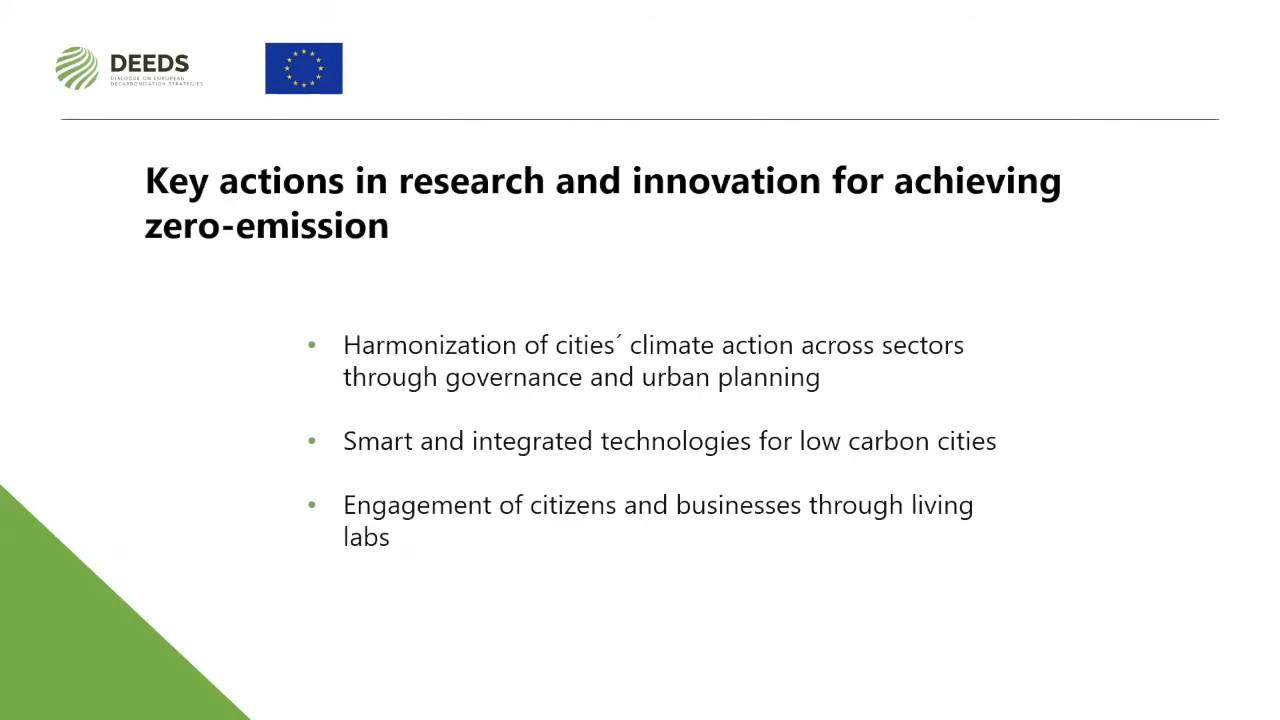 DEEDS
DIALOGUE ON EUROPEAN
DECARBONISATION STRATEGIES
Key actions in research and innovation for achieving
zero-emission
• Harmonization of cities´ climate action across sectors
through governance and urban planning
• Smart and integrated technologies for low carbon cities
• Engagement of citizens and businesses through living
labs